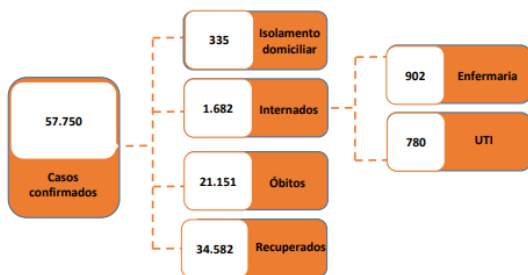 57.750
Casos
confirmados
335
Isolamento
domiciliar
1.682
Internados
21.151
Óbitos
34.582
Recuperados
902
Enfermaria
780
UTI